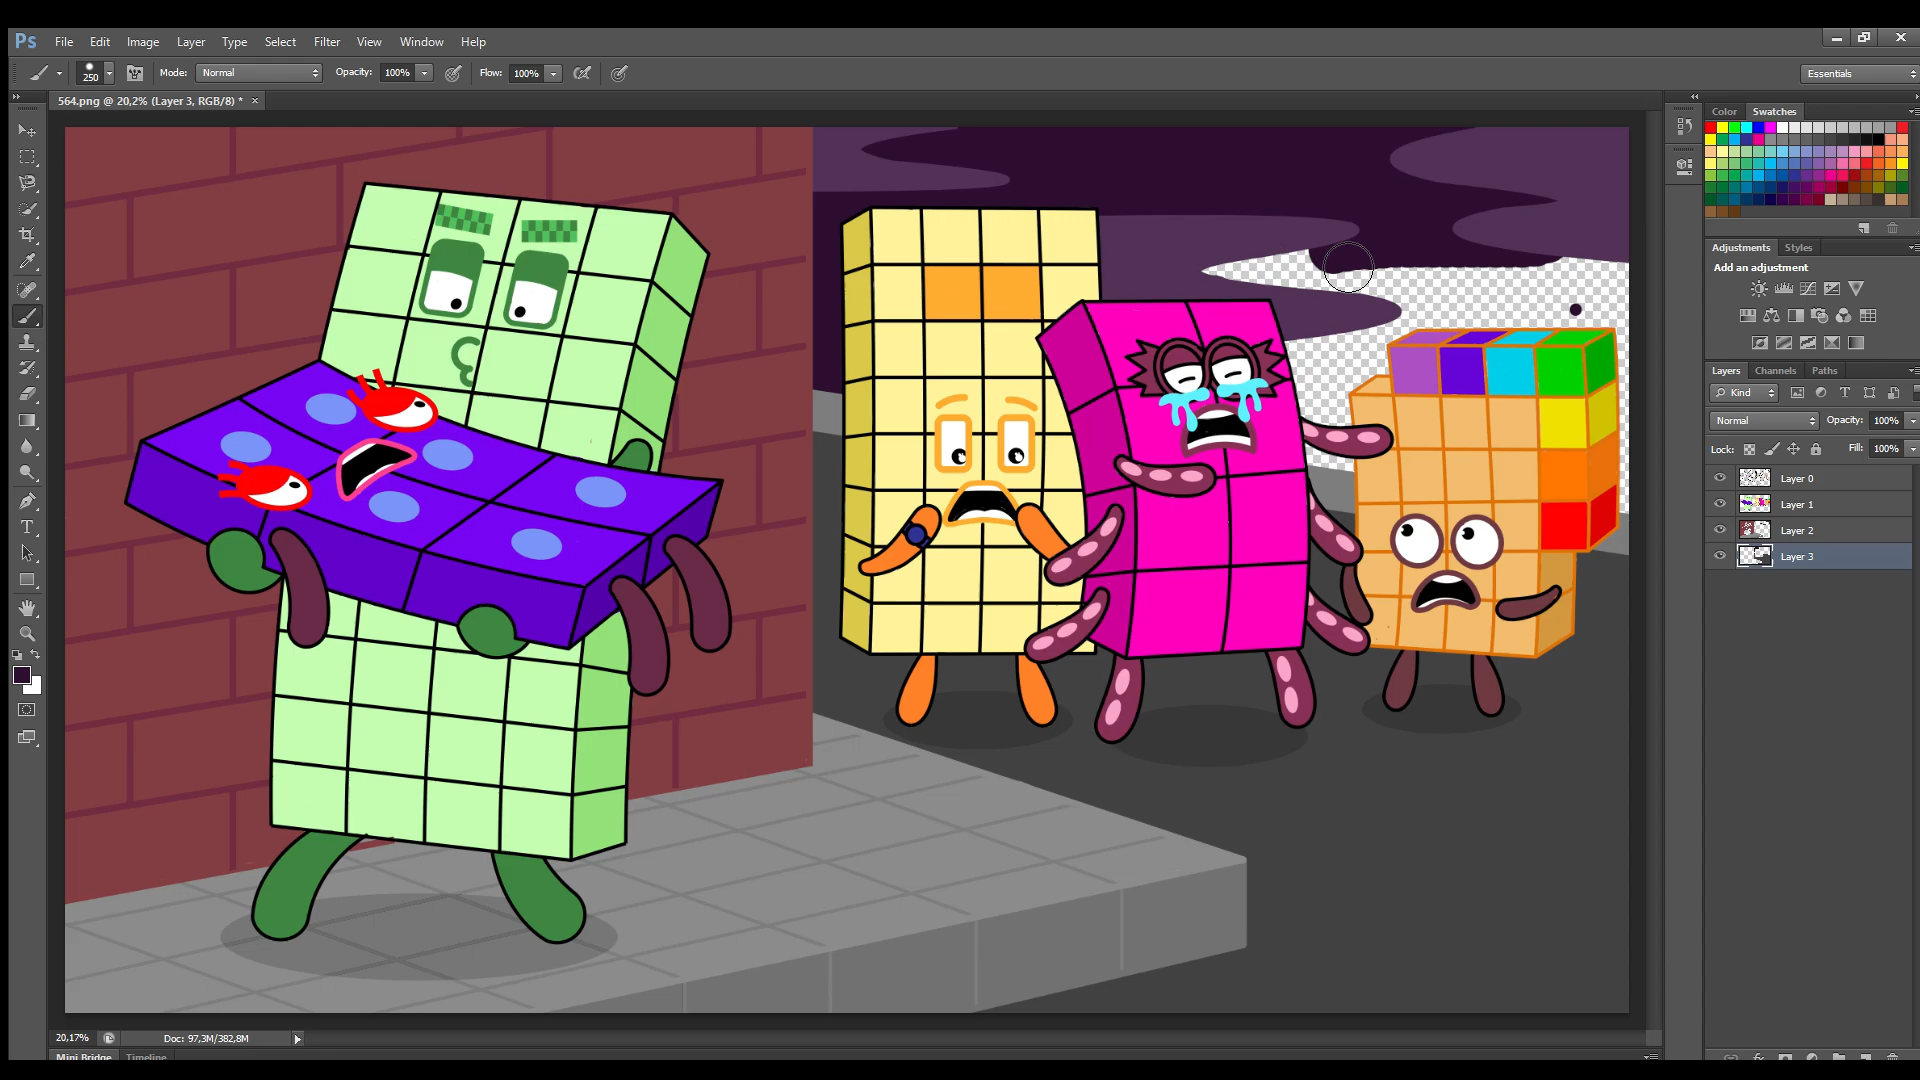 Ps File Edit Image Layer Type Select Filter View Window Help
250 Mode: Normal Opacity: 100% Flow: 100% Essentials
564.png @ 20,2% (Layer 3, RGB/8) * ×
Color Swatches
Adjustments Styles
Add an adjustment
Layers Channels Paths
Kind
Normal Opacity: 100%
Lock: Fill: 100%
Layer 0
Layer 1
Layer 2
Layer 3
20,17% Doc: 97,3M/382,8M
Mini Bridge Timeline